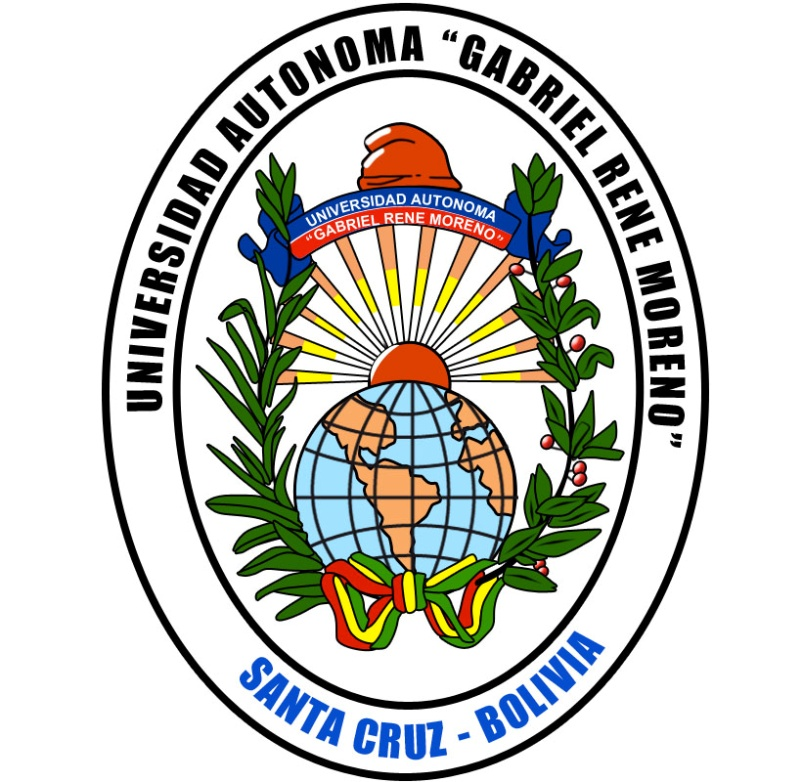 UNIVERSIDAD AUTONOMA “GABRIEL RENE MORENO”
UNIVERSIDAD AUTONOMA
“GABRIEL RENE MORENO”
SANTA CRUZ - BOLIVIA